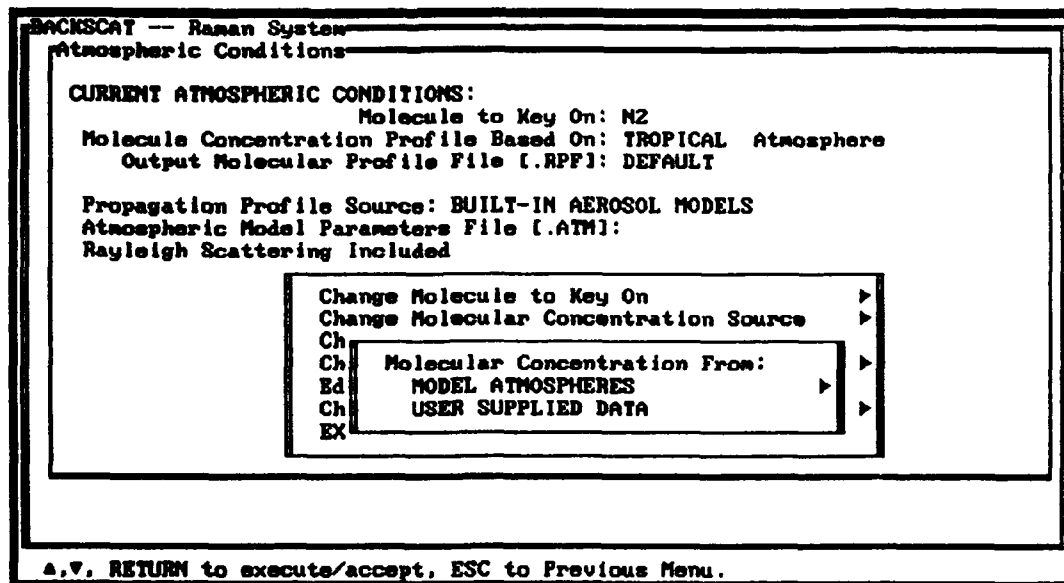 BACKSCAT -- Raman System
Atmospheric Conditions
CURRENT ATMOSPHERIC CONDITIONS:
Molecule to Key On: N2
Molecule Concentration Profile Based On: TROPICAL Atmosphere
Output Molecular Profile File [.RPF]: DEFAULT
Propagation Profile Source: BUILT-IN AEROSOL MODELS
Atmospheric Model Parameters File [.ATM]:
Rayleigh Scattering Included
Change Molecule to Key On ►
Change Molecular Concentration Source ►
Ch
Ch Molecular Concentration From: ►
Ed MODEL ATMOSPHERES ►
Ch USER SUPPLIED DATA ►
EX
▲,▼, RETURN to execute/accept, ESC to Previous Menu.